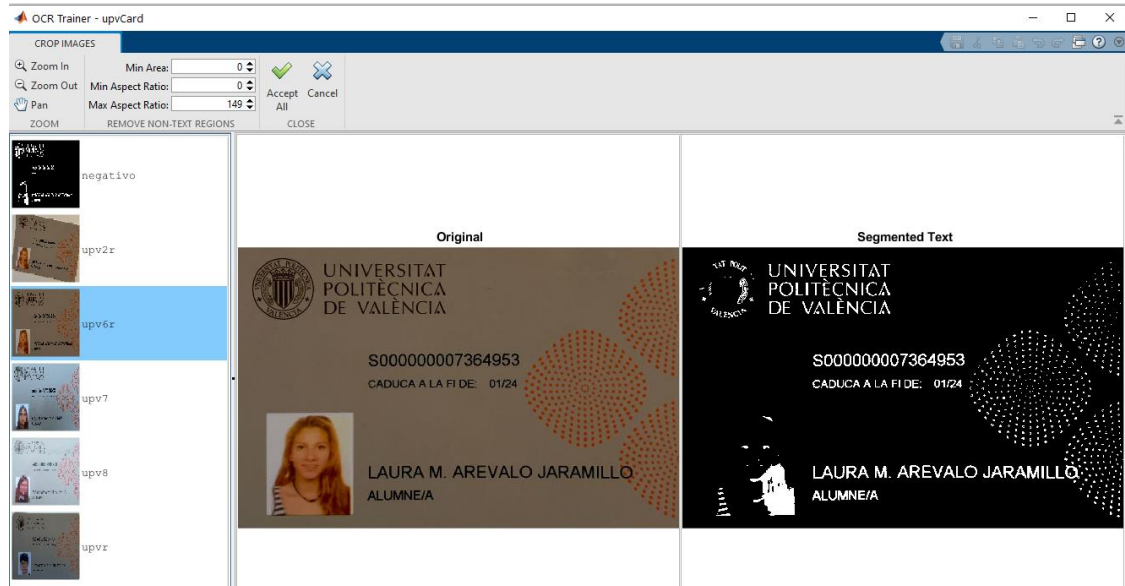 OCR Trainer - upvCard
CROP IMAGES
Zoom In
Zoom Out
Pan
ZOOM
Min Area: 0
Min Aspect Ratio: 0
Max Aspect Ratio: 149
REMOVE NON-TEXT REGIONS
Accept All
Cancel
CLOSE
negativo
upv2r
upv6r
upv7
upv8
upvr
Original
UNIVERSITAT
POLITÈCNICA
DE VALÈNCIA
S000000007364953
CADUCA A LA FI DE: 01/24
LAURA M. AREVALO JARAMILLO
ALUMNE/A
Segmented Text
UNIVERSITAT
POLITÈCNICA
DE VALÈNCIA
S000000007364953
CADUCA A LA FI DE: 01/24
LAURA M. AREVALO JARAMILLO
ALUMNE/A